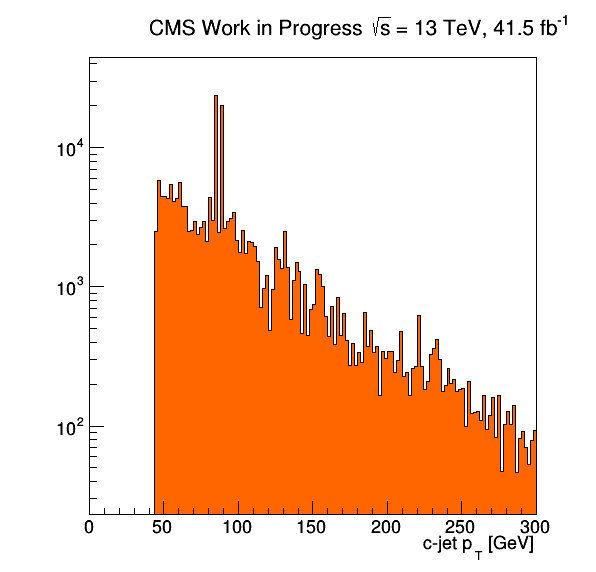 CMS Work in Progress √s = 13 TeV, 41.5 fb⁻¹
10⁴
10³
10²
0 50 100 150 200 250 300
c-jet p_T [GeV]